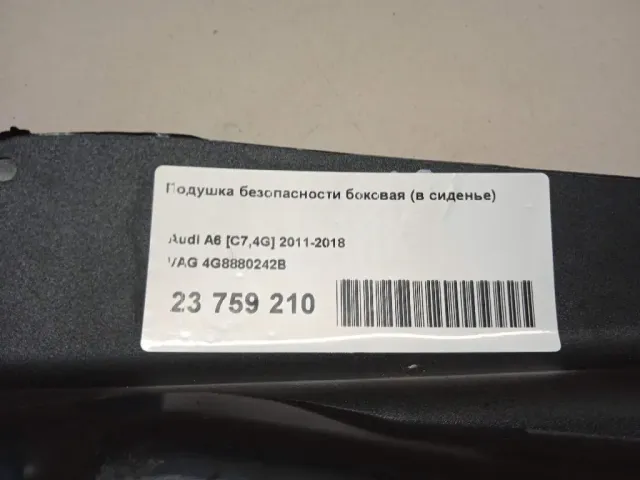 Подушка безопасности боковая (в сиденье)
Audi A6 [C7,4G] 2011-2018
VAG 4G8880242B
23 759 210